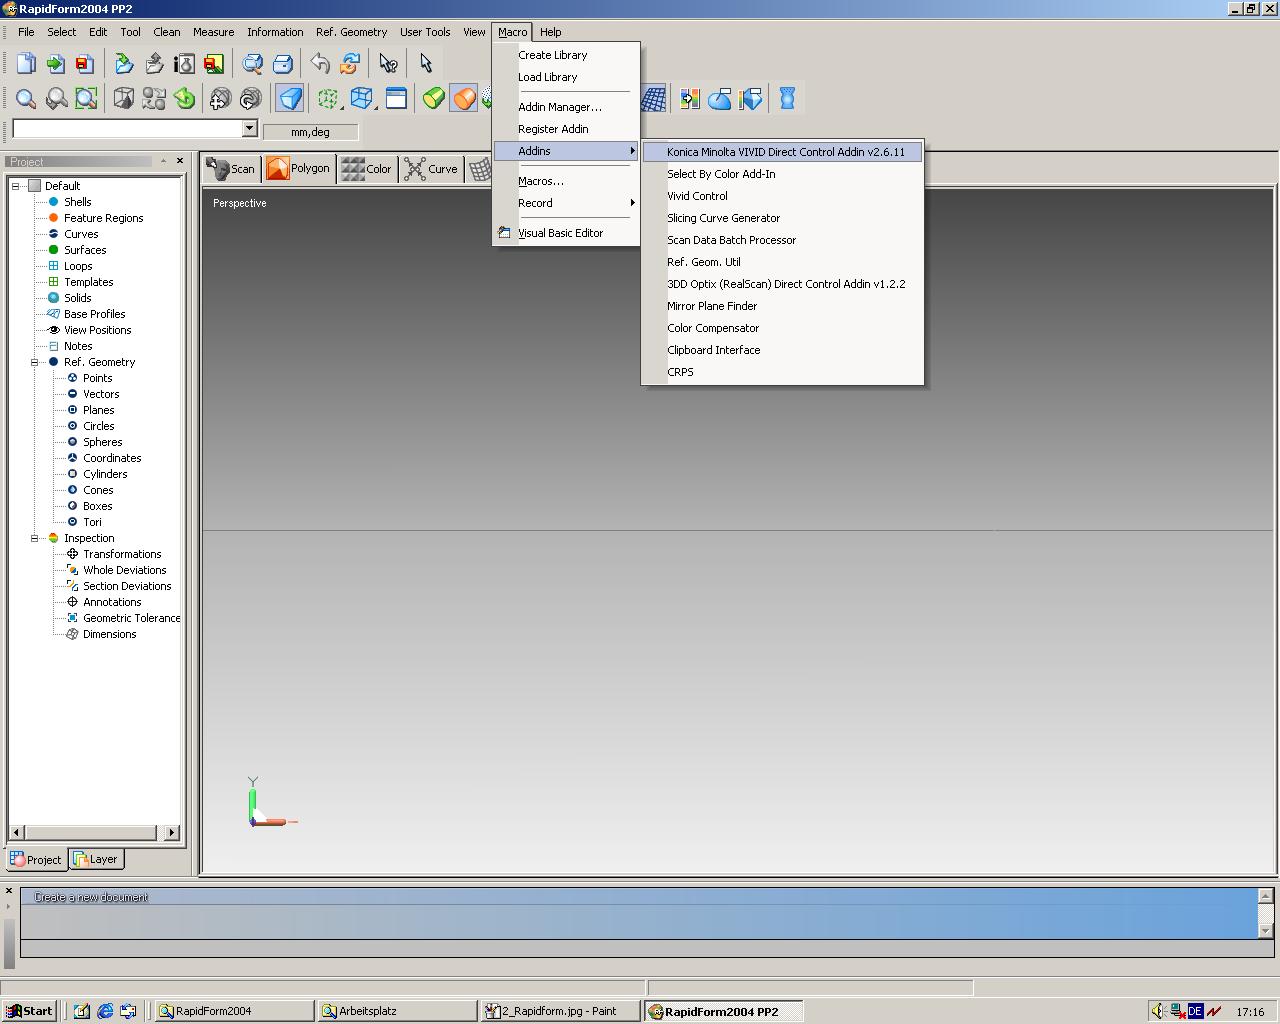 RapidForm2004 PP2
File Select Edit Tool Clean Measure Information Ref. Geometry User Tools View Macro Help
Create Library
Load Library
Addin Manager...
Register Addin
Addins
Macros...
Record
Visual Basic Editor
Konica Minolta VIVID Direct Control Addin v2.6.11
Select By Color Add-In
Vivid Control
Slicing Curve Generator
Scan Data Batch Processor
Ref. Geom. Util
3DD Optix (RealScan) Direct Control Addin v1.2.2
Mirror Plane Finder
Color Compensator
Clipboard Interface
CRPS
mm,deg
Project
Scan Polygon Color Curve
Perspective
Default
Shells
Feature Regions
Curves
Surfaces
Loops
Templates
Solids
Base Profiles
View Positions
Notes
Ref. Geometry
Points
Vectors
Planes
Circles
Spheres
Coordinates
Cylinders
Cones
Boxes
Tori
Inspection
Transformations
Whole Deviations
Section Deviations
Annotations
Geometric Tolerance
Dimensions
Y
Project Layer
Create a new document
Start RapidForm2004 Arbeitsplatz 2_Rapidform.jpg - Paint RapidForm2004 PP2 DE 17:16